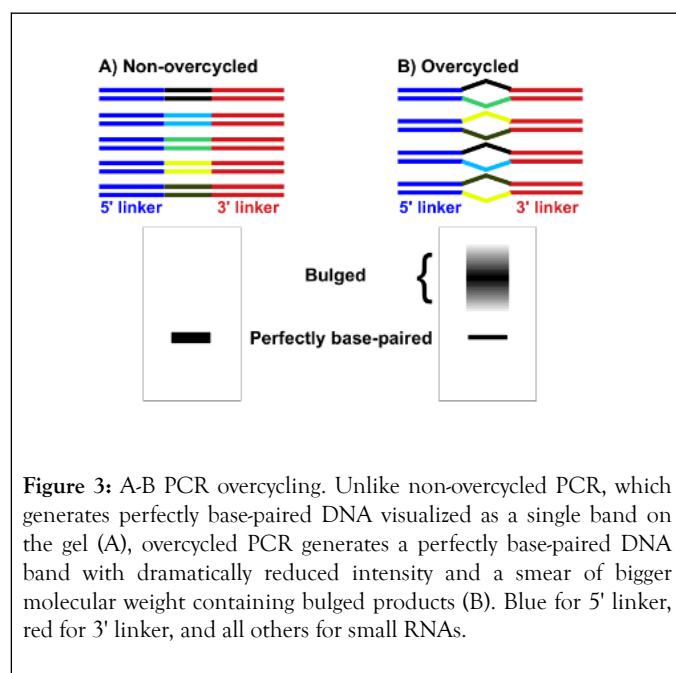 A) Non-overcycled
B) Overcycled
5' linker
3' linker
5' linker
3' linker
Bulged
{
Perfectly base-paired
Figure 3: A-B PCR overcycling. Unlike non-overcycled PCR, which
generates perfectly base-paired DNA visualized as a single band on
the gel (A), overcycled PCR generates a perfectly base-paired DNA
band with dramatically reduced intensity and a smear of bigger
molecular weight containing bulged products (B). Blue for 5' linker,
red for 3' linker, and all others for small RNAs.